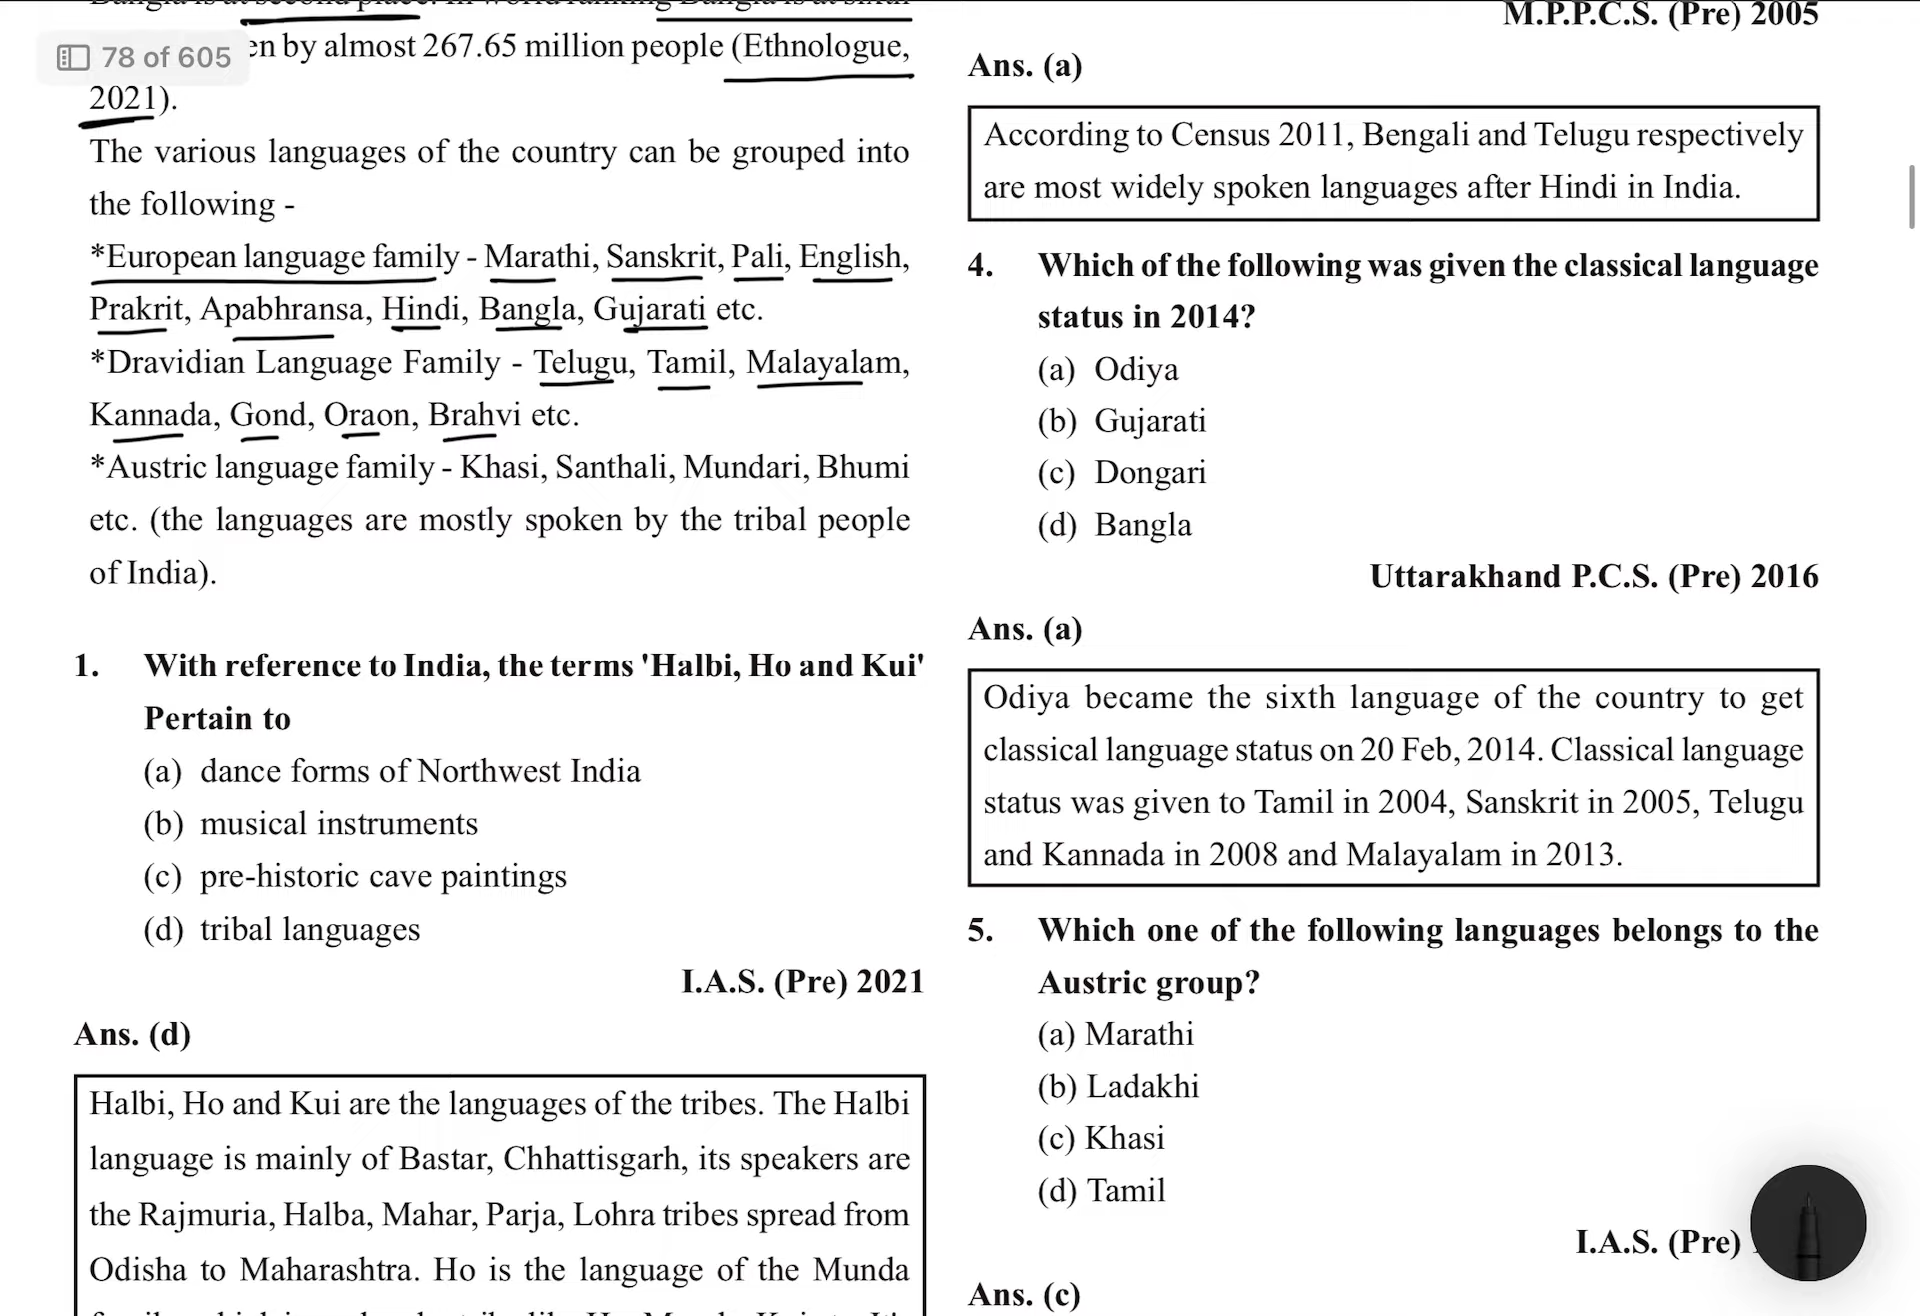 78 of 605
Bangla is at second place. In world ranking Bangla is at sixth
en by almost 267.65 million people (Ethnologue,
2021).
The various languages of the country can be grouped into
the following -
*European language family - Marathi, Sanskrit, Pali, English,
Prakrit, Apabhransa, Hindi, Bangla, Gujarati etc.
*Dravidian Language Family - Telugu, Tamil, Malayalam,
Kannada, Gond, Oraon, Brahvi etc.
*Austric language family - Khasi, Santhali, Mundari, Bhumi
etc. (the languages are mostly spoken by the tribal people
of India).
1. With reference to India, the terms 'Halbi, Ho and Kui'
Pertain to
(a) dance forms of Northwest India
(b) musical instruments
(c) pre-historic cave paintings
(d) tribal languages
I.A.S. (Pre) 2021
Ans. (d)
Halbi, Ho and Kui are the languages of the tribes. The Halbi
language is mainly of Bastar, Chhattisgarh, its speakers are
the Rajmuria, Halba, Mahar, Parja, Lohra tribes spread from
Odisha to Maharashtra. Ho is the language of the Munda
M.P.P.C.S. (Pre) 2005
Ans. (a)
According to Census 2011, Bengali and Telugu respectively
are most widely spoken languages after Hindi in India.
4. Which of the following was given the classical language
status in 2014?
(a) Odiya
(b) Gujarati
(c) Dongari
(d) Bangla
Uttarakhand P.C.S. (Pre) 2016
Ans. (a)
Odiya became the sixth language of the country to get
classical language status on 20 Feb, 2014. Classical language
status was given to Tamil in 2004, Sanskrit in 2005, Telugu
and Kannada in 2008 and Malayalam in 2013.
5. Which one of the following languages belongs to the
Austric group?
(a) Marathi
(b) Ladakhi
(c) Khasi
(d) Tamil
I.A.S. (Pre)
Ans. (c)